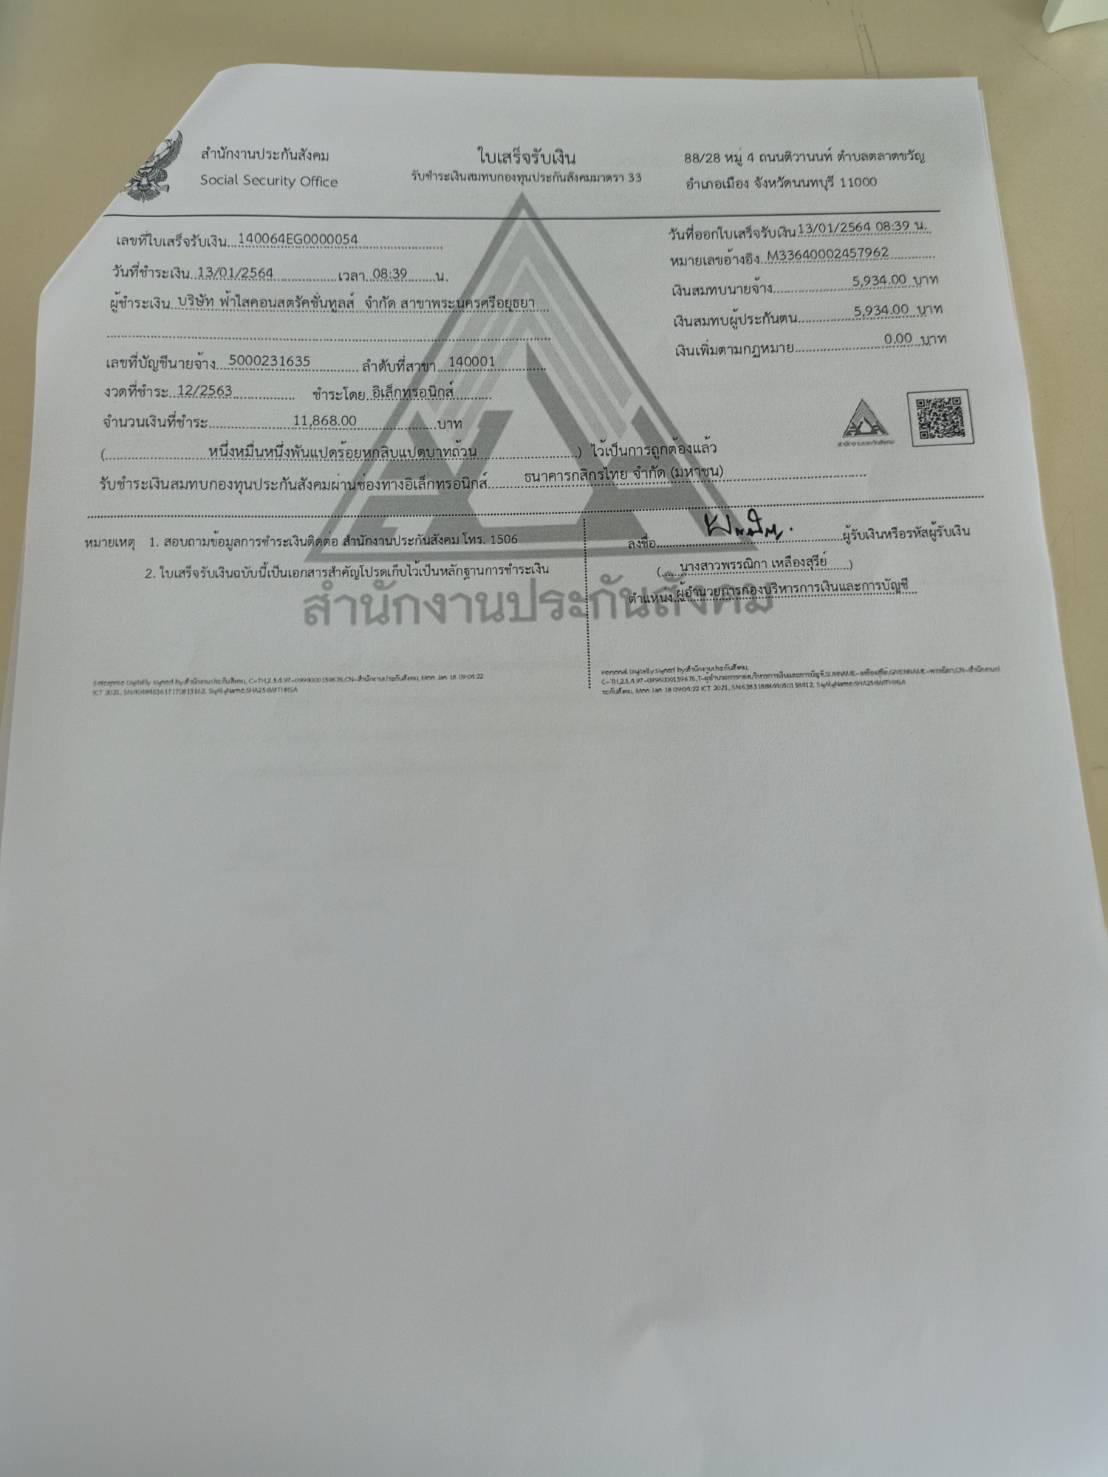 สำนักงานประกันสังคม
Social Security Office
ใบเสร็จรับเงิน
รับชำระเงินสมทบกองทุนประกันสังคมมาตรา 33
88/28 หมู่ 4 ถนนติวานนท์ ตำบลตลาดขวัญ
อำเภอเมือง จังหวัดนนทบุรี 11000
เลขที่ใบเสร็จรับเงิน 140064EG0000054
วันที่ออกใบเสร็จรับเงิน 13/01/2564 08:39 น.
วันที่ชำระเงิน 13/01/2564 เวลา 08:39 น.
หมายเลขอ้างอิง M33640002457962
ผู้ชำระเงิน บริษัท ฟ้าใสคอนสตรัคชั่นทูลส์ จำกัด สาขาพระนครศรีอยุธยา
เงินสมทบนายจ้าง 5,934.00 บาท
เงินสมทบผู้ประกันตน 5,934.00 บาท
เงินเพิ่มตามกฎหมาย 0.00 บาท
เลขที่บัญชีนายจ้าง 5000231635 ลำดับที่สาขา 140001
งวดที่ชำระ 12/2563 ชำระโดย อิเล็กทรอนิกส์
จำนวนเงินที่ชำระ 11,868.00 บาท
( หนึ่งหมื่นหนึ่งพันแปดร้อยหกสิบแปดบาทถ้วน ) ไว้เป็นการถูกต้องแล้ว
รับชำระเงินสมทบกองทุนประกันสังคมผ่านช่องทางอิเล็กทรอนิกส์ ธนาคารกสิกรไทย จำกัด (มหาชน)
สำนักงานประกันสังคม
หมายเหตุ 1. สอบถามข้อมูลการชำระเงินติดต่อ สำนักงานประกันสังคม โทร. 1506
2. ใบเสร็จรับเงินฉบับนี้เป็นเอกสารสำคัญโปรดเก็บไว้เป็นหลักฐานการชำระเงิน
ลงชื่อ ผู้รับเงินหรือรหัสผู้รับเงิน
( นางสาวพรรณิกา เหลืองสุรีย์ )
ตำแหน่ง ผู้อำนวยการกองบริหารการเงินและการบัญชี
สำนักงานประกันสังคม